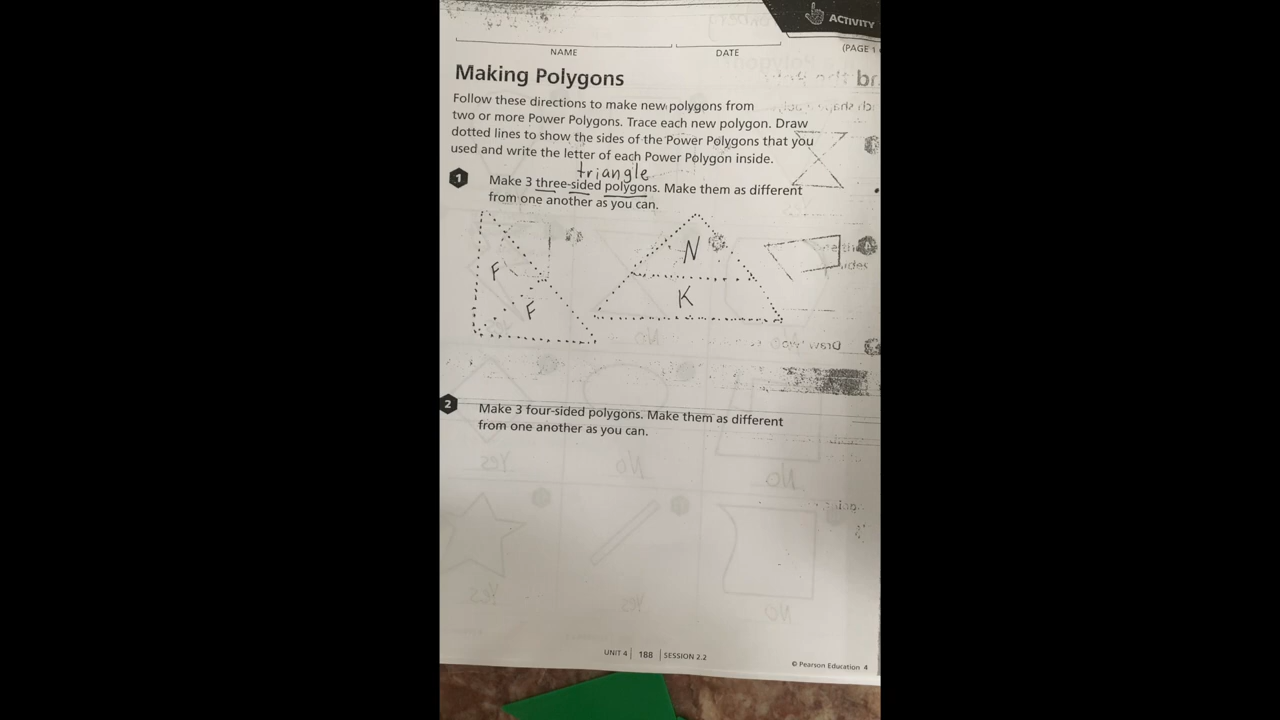 ACTIVITY
NAME DATE (PAGE 1
Making Polygons
Follow these directions to make new polygons from
two or more Power Polygons. Trace each new polygon. Draw
dotted lines to show the sides of the Power Polygons that you
used and write the letter of each Power Polygon inside.
triangle
1 Make 3 three-sided polygons. Make them as different
from one another as you can.
N
F
K
F
2 Make 3 four-sided polygons. Make them as different
from one another as you can.
UNIT 4 | 188 | SESSION 2.2
© Pearson Education 4